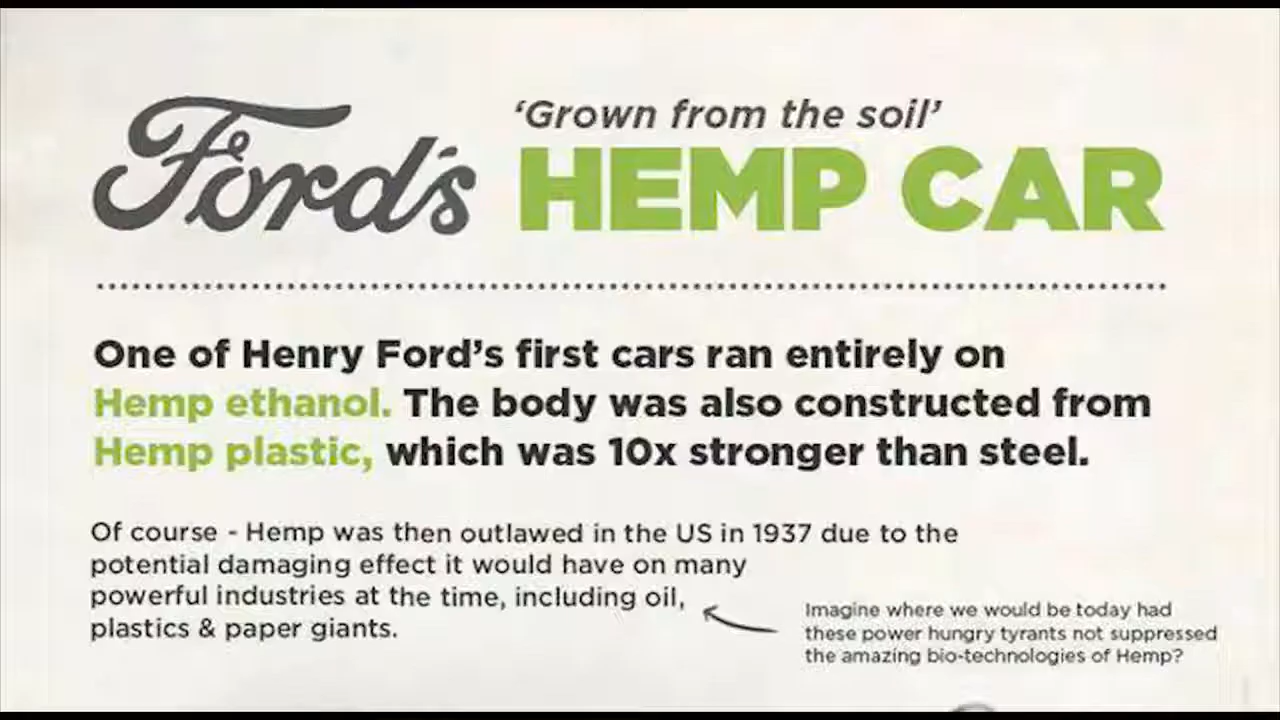 Ford's
'Grown from the soil'
HEMP CAR
One of Henry Ford's first cars ran entirely on
Hemp ethanol. The body was also constructed from
Hemp plastic, which was 10x stronger than steel.
Of course - Hemp was then outlawed in the US in 1937 due to the
potential damaging effect it would have on many
powerful industries at the time, including oil,
plastics & paper giants.
Imagine where we would be today had
these power hungry tyrants not suppressed
the amazing bio-technologies of Hemp?